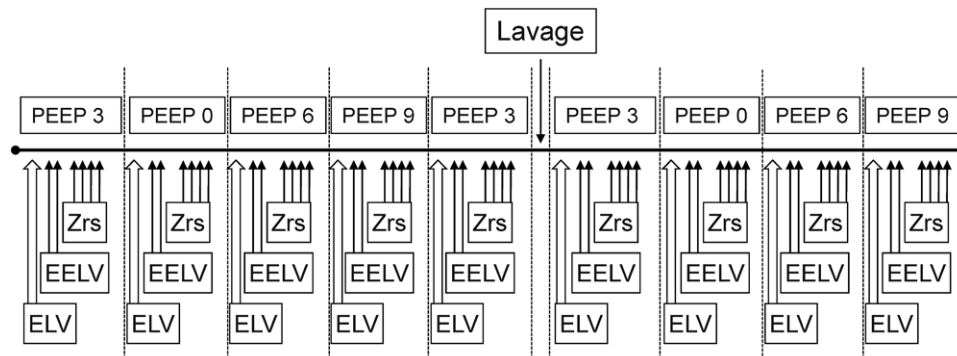 Lavage
PEEP 3 PEEP 0 PEEP 6 PEEP 9 PEEP 3 PEEP 3 PEEP 0 PEEP 6 PEEP 9
Zrs Zrs Zrs Zrs Zrs Zrs Zrs Zrs Zrs
EELV EELV EELV EELV EELV EELV EELV EELV EELV
ELV ELV ELV ELV ELV ELV ELV ELV ELV